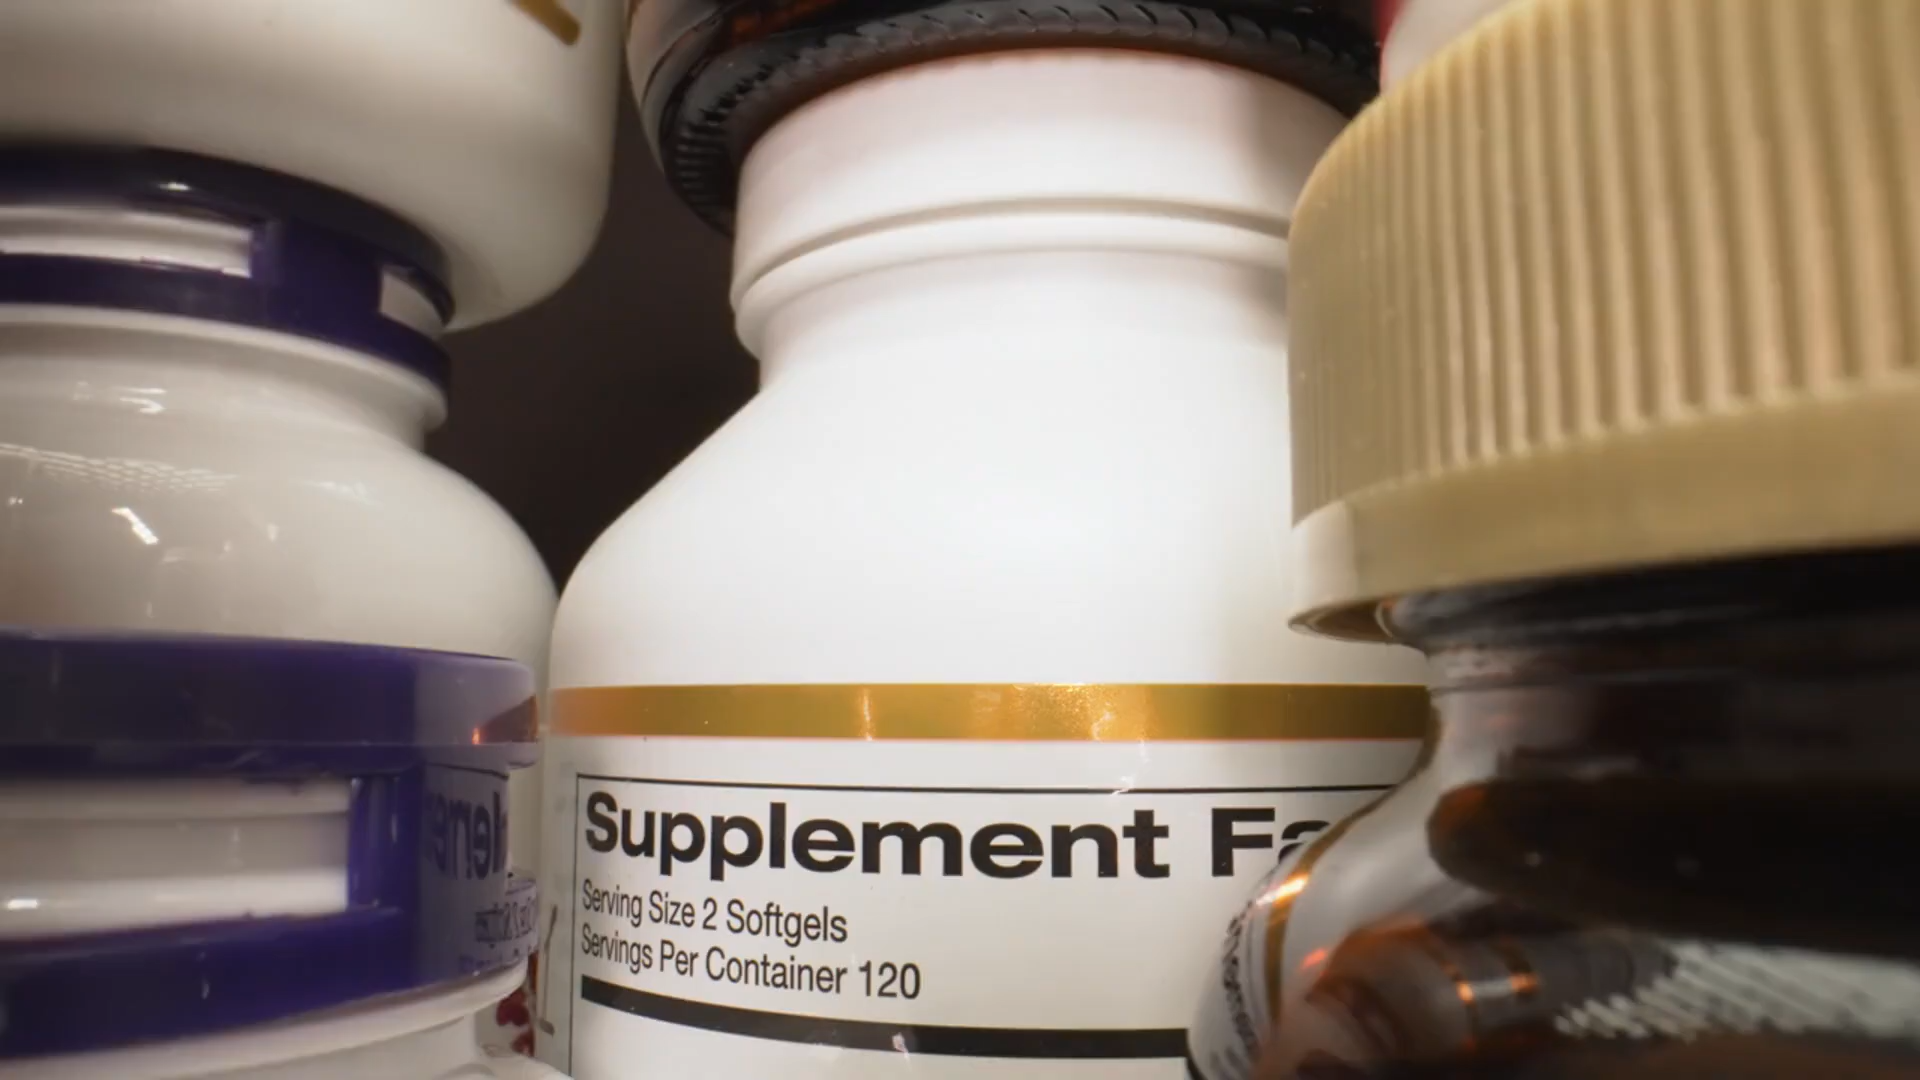 Supplement Fa
Serving Size 2 Softgels
Servings Per Container 120